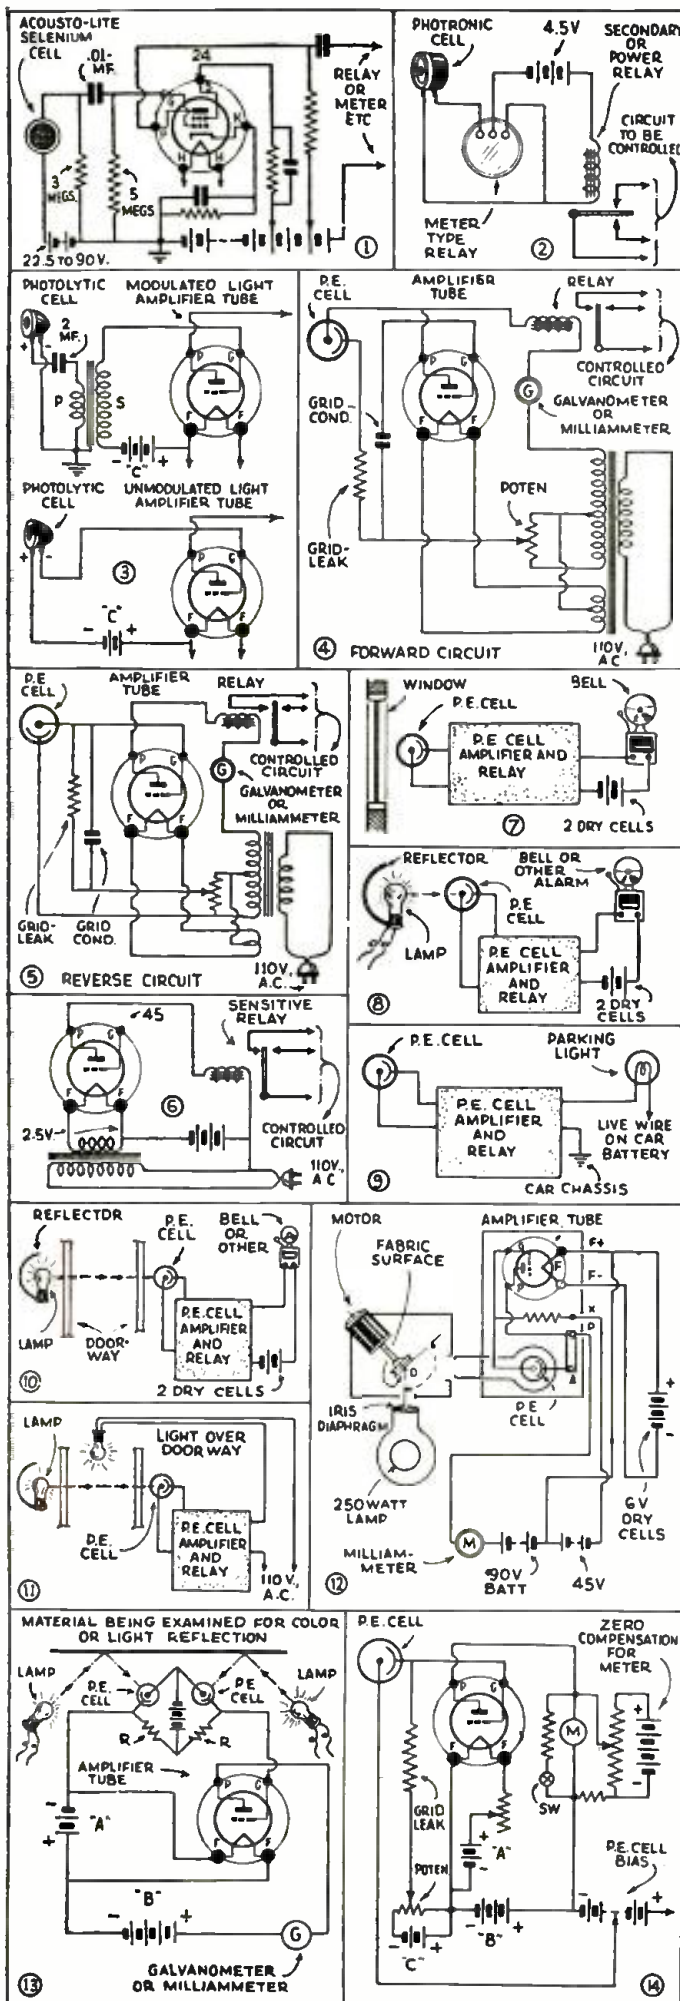 ACOUSTO-LITE
SELENIUM
CELL
.01-
MF.
24
G
P
K
H
H
3
MEGS.
5
MEGS.
22.5 TO 90 V.
RELAY
OR
METER
ETC
1
PHOTRONIC
CELL
4.5V
SECONDARY
OR
POWER
RELAY
CIRCUIT
TO BE
CONTROLLED
METER
TYPE
RELAY
2
PHOTOLYTIC
CELL
MODULATED LIGHT
AMPLIFIER TUBE
+
-
2
MF.
P
S
P
G
F
F
- "C" +
PHOTOLYTIC
CELL
UNMODULATED LIGHT
AMPLIFIER TUBE
+
-
3
P
G
F
F
"C"
- +
P.E.
CELL
AMPLIFIER
TUBE
RELAY
P
G
F
F
GRID
COND.
GRID-
LEAK
CONTROLLED
CIRCUIT
G
GALVANOMETER
OR
MILLIAMMETER
POTEN
4 FORWARD CIRCUIT
110V,
A C
P.E
CELL
AMPLIFIER
TUBE
RELAY
P
G
F
F
CONTROLLED
CIRCUIT
G
GALVANOMETER
OR
MILLIAMMETER
GRID-
LEAK
GRID
COND.
5 REVERSE CIRCUIT
110V,
A.C.
45
P
G
F
F
2.5V.
SENSITIVE
RELAY
6
CONTROLLED
CIRCUIT
110V.,
A C
WINDOW
P.E.CELL
BELL
P.E CELL
AMPLIFIER AND
RELAY
7
2 DRY CELLS
REFLECTOR
BELL OR
OTHER ALARM
P.E
CELL
LAMP
P.E CELL
AMPLIFIER
AND
RELAY
8
2 DRY
CELLS
P.E.CELL
PARKING
LIGHT
P.E. CELL
AMPLIFIER
AND
RELAY
LIVE WIRE
ON CAR
BATTERY
9
CAR CHASSIS
REFLECTOR
P.E.
CELL
BELL OR
OTHER
LAMP
DOOR-
WAY
P.E.CELL
AMPLIFIER
AND
RELAY
10
2 DRY CELLS
LAMP
LIGHT OVER
DOORWAY
P.E.
CELL
P.E CELL
AMPLIFIER
AND
RELAY
11
110 V,
A.C.
MOTOR
AMPLIFIER TUBE
FABRIC
SURFACE
F+
F
F-
G
P
X
P
D
IRIS
DIAPHRAGM
P E
CELL
250 WATT
LAMP
6 V
DRY
CELLS
+
-
M
MILLIAM-
METER
12
90V
BATT
45V
MATERIAL BEING EXAMINED FOR COLOR
OR LIGHT REFLECTION
LAMP
P.E.
CELL
P E
CELL
LAMP
R
R
AMPLIFIER
TUBE
P
G
F
F
-
"A"
+
"B"
- +
G
13
GALVANOMETER
OR MILLIAMMETER
P.E.CELL
ZERO
COMPENSATION
FOR
METER
P
G
F
F
M
+
-
SW
GRID
LEAK
POTEN
+
"A"
-
P.E.CELL
BIAS
- "C" +
- "B" +
-
+
14